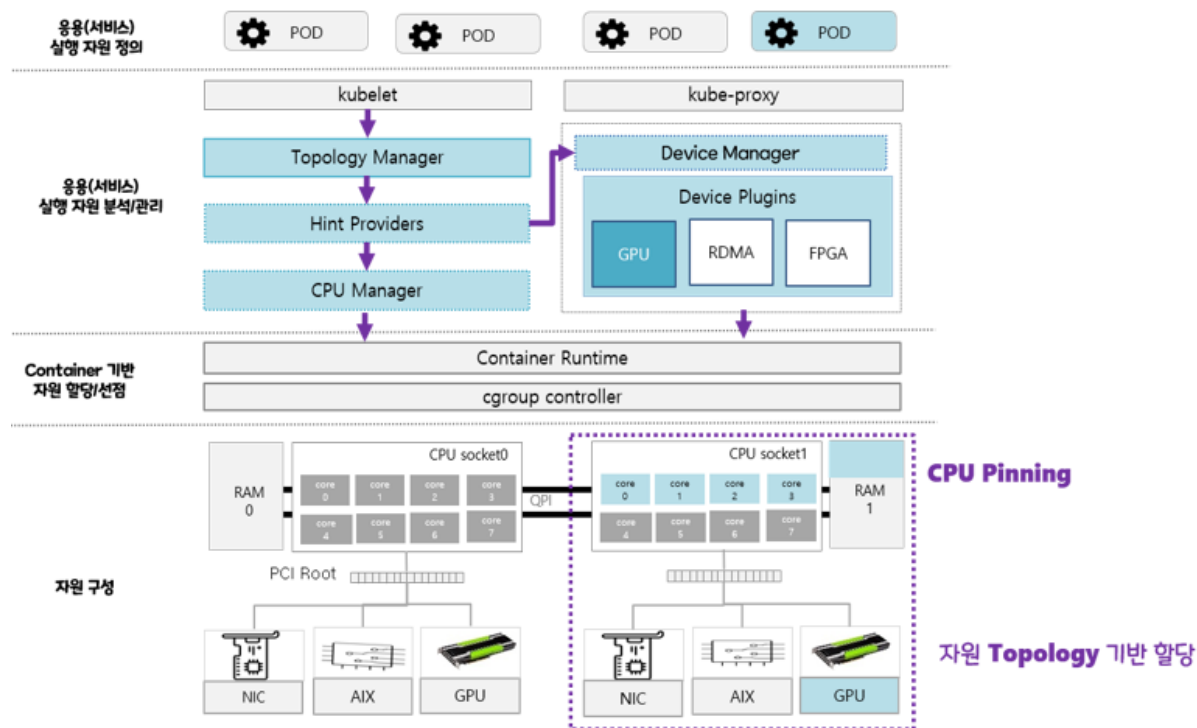 응용(서비스)
실행 자원 정의
POD
POD
POD
POD
kubelet
kube-proxy
응용(서비스)
실행 자원 분석/관리
Topology Manager
Hint Providers
CPU Manager
Device Manager
Device Plugins
GPU
RDMA
FPGA
Container 기반
자원 할당/선점
Container Runtime
cgroup controller
자원 구성
RAM
0
CPU socket0
core
0
core
1
core
2
core
3
core
4
core
5
core
6
core
7
QPI
CPU socket1
core
0
core
1
core
2
core
3
core
4
core
5
core
6
core
7
RAM
1
CPU Pinning
PCI Root
NIC
AIX
GPU
NIC
AIX
GPU
자원 Topology 기반 할당